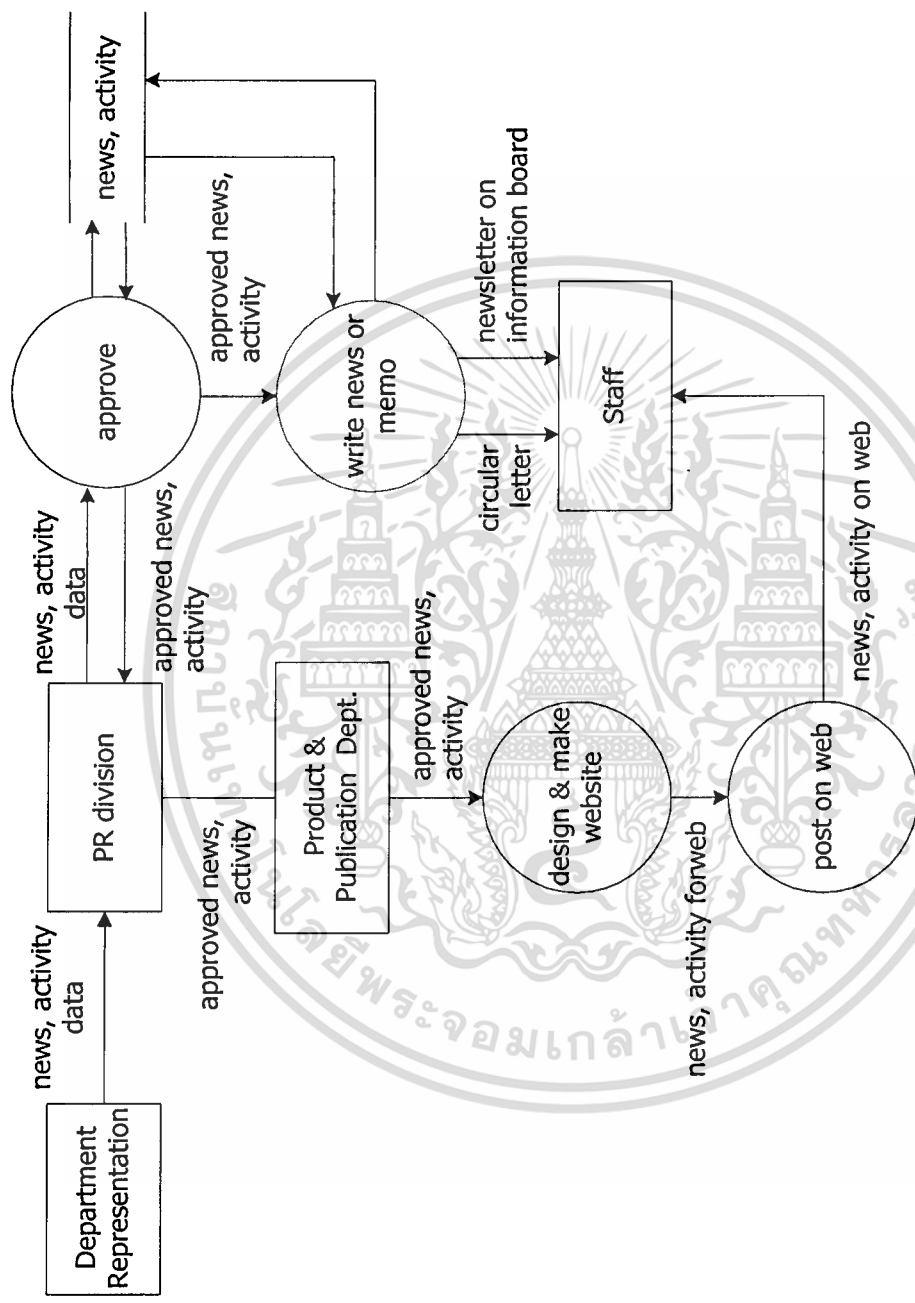 Department
Representation
news, activity
data
PR division
news, activity
data
approved news,
activity
approve
news, activity
approved news,
activity
approved news,
activity
Product &
Publication Dept.
approved news,
activity
write news or
memo
circular
letter
newsletter on
information board
design & make
website
Staff
news, activity forweb
post on web
news, activity on web